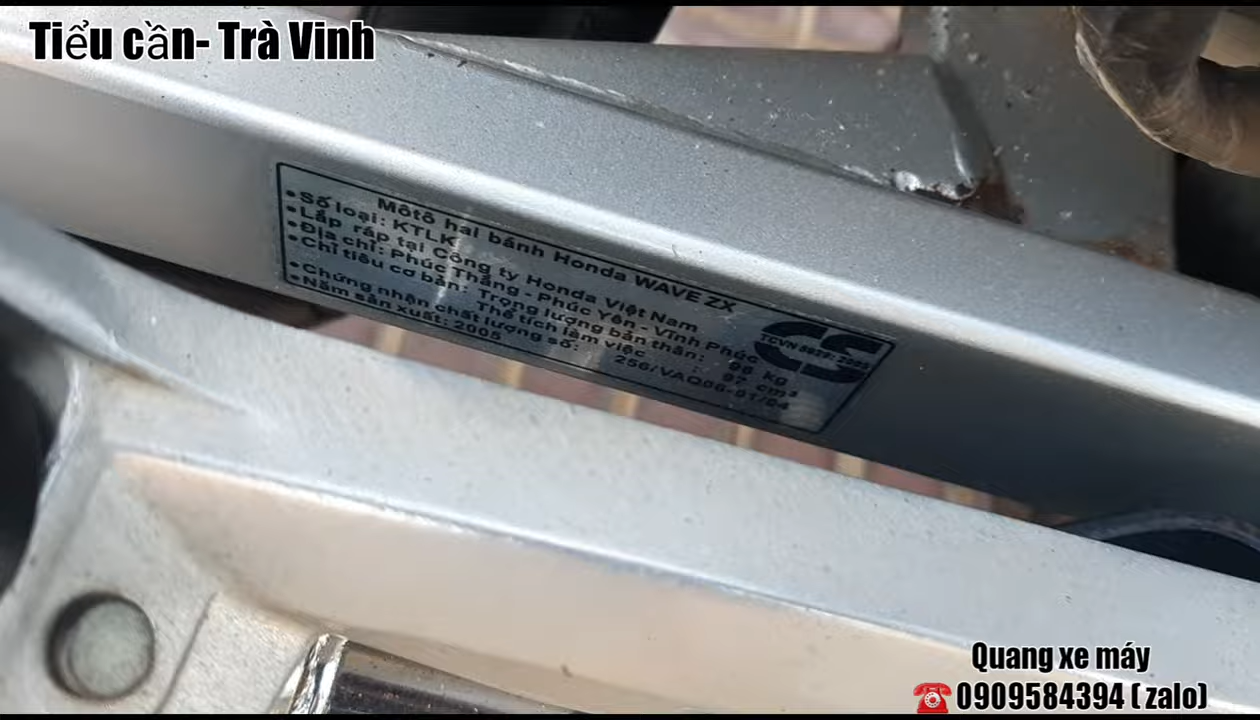 Tiểu cần- Trà Vinh
Môtô hai bánh Honda WAVE ZX
•Số loại: KTLK
•Lắp ráp tại Công ty Honda Việt Nam
•Địa chỉ: Phúc Thắng - Phúc Yên - Vĩnh Phúc
•Chỉ tiêu cơ bản: Trọng lượng bản thân: 96 kg
Thể tích làm việc : 97 cm³
•Chứng nhận chất lượng số: 256/VAQ06-01/04
•Năm sản xuất: 2005
CS
TCVN 5929: 2005
Quang xe máy
☎0909584394 ( zalo)